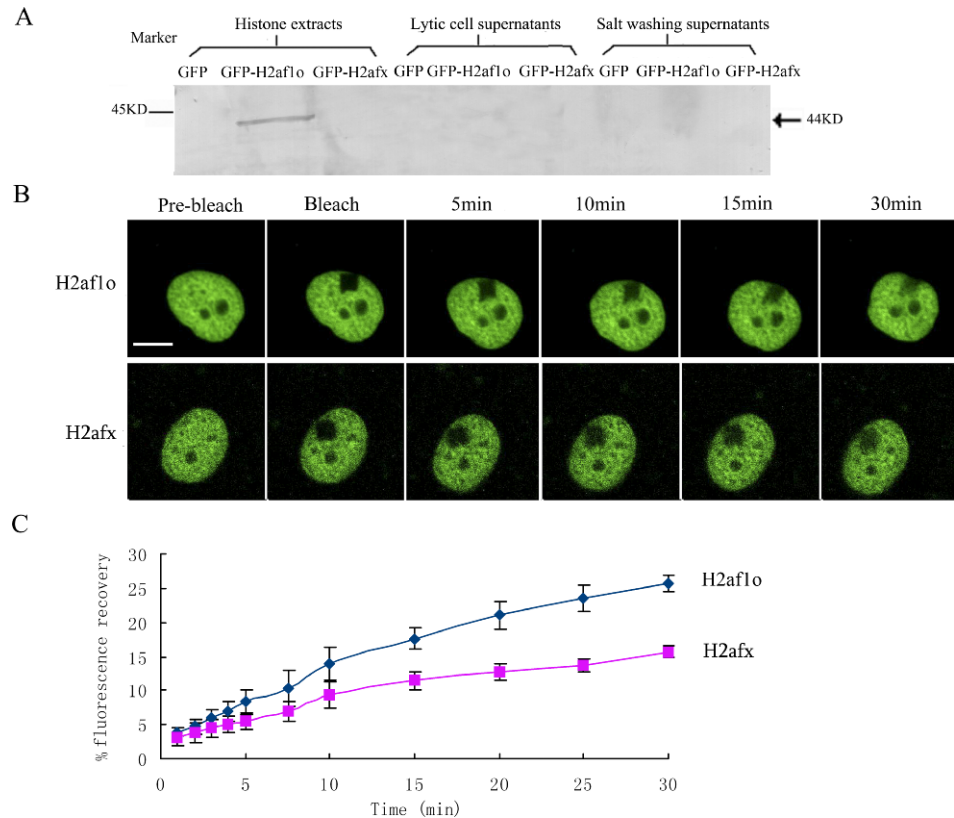 A
Marker
Histone extracts
Lytic cell supernatants
Salt washing supernatants
GFP GFP-H2af1o GFP-H2afx GFP GFP-H2af1o GFP-H2afx GFP GFP-H2af1o GFP-H2afx
45KD
44KD
B
Pre-bleach Bleach 5min 10min 15min 30min
H2af1o
H2afx
C
% fluorescence recovery
30
25
20
15
10
5
0
0 5 10 15 20 25 30
Time (min)
H2af1o
H2afx